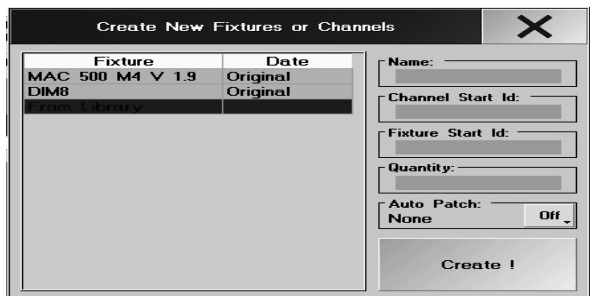 Create New Fixtures or Channels
Fixture Date
MAC 500 M4 V 1.9 Original
DIM8 Original
From Library
Name:
Channel Start Id:
Fixture Start Id:
Quantity:
Auto Patch:
None Off
Create !